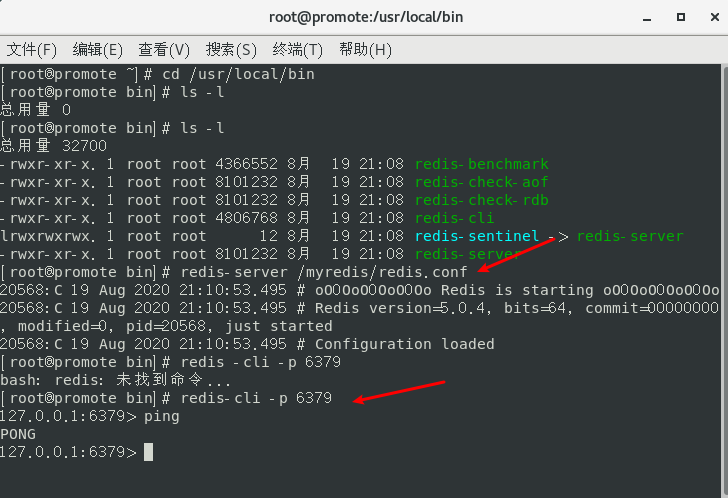 root@promote:/usr/local/bin
文件(F) 编辑(E) 查看(V) 搜索(S) 终端(T) 帮助(H)
[root@promote ~]# cd /usr/local/bin
[root@promote bin]# ls -l
总用量 0
[root@promote bin]# ls -l
总用量 32700
-rwxr-xr-x. 1 root root 4366552 8月  19 21:08 redis-benchmark
-rwxr-xr-x. 1 root root 8101232 8月  19 21:08 redis-check-aof
-rwxr-xr-x. 1 root root 8101232 8月  19 21:08 redis-check-rdb
-rwxr-xr-x. 1 root root 4806768 8月  19 21:08 redis-cli
lrwxrwxrwx. 1 root root      12 8月  19 21:08 redis-sentinel -> redis-server
-rwxr-xr-x. 1 root root 8101232 8月  19 21:08 redis-server
[root@promote bin]# redis-server /myredis/redis.conf
20568:C 19 Aug 2020 21:10:53.495 # oO0OoO0OoO0Oo Redis is starting oO0OoO0OoO0Oo
20568:C 19 Aug 2020 21:10:53.495 # Redis version=5.0.4, bits=64, commit=00000000
, modified=0, pid=20568, just started
20568:C 19 Aug 2020 21:10:53.495 # Configuration loaded
[root@promote bin]# redis -cli -p 6379
bash: redis: 未找到命令...
[root@promote bin]# redis-cli -p 6379
127.0.0.1:6379> ping
PONG
127.0.0.1:6379>